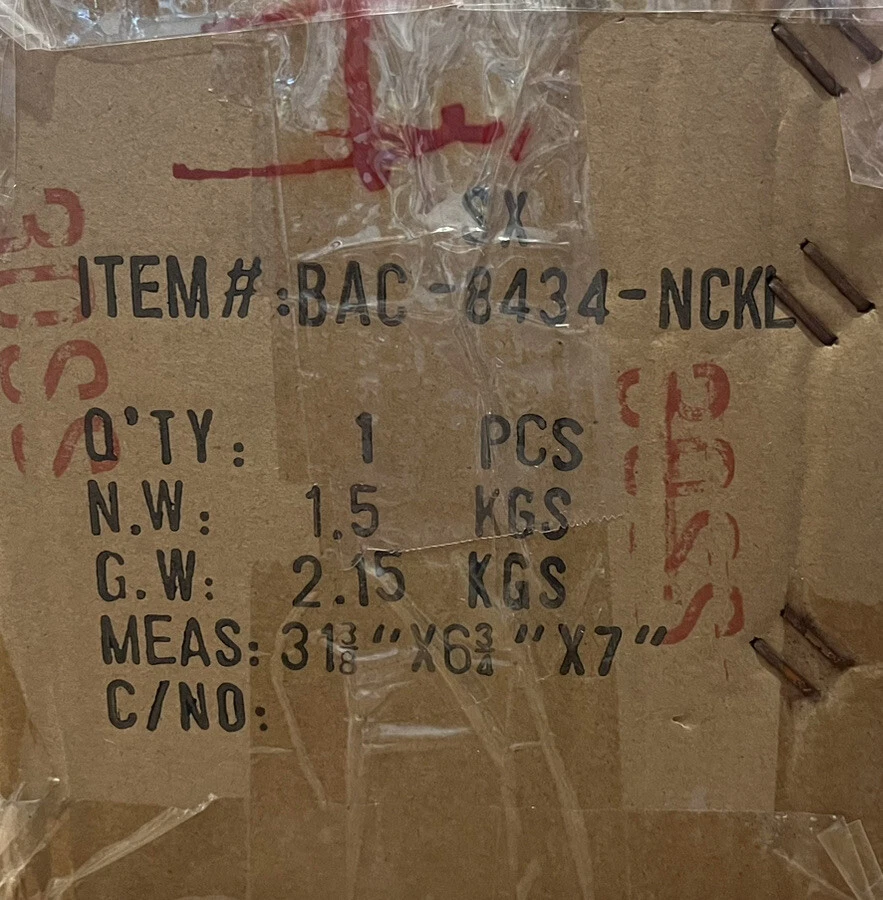 SX
ITEM#:BAC-8434-NCKL
Q'TY: 1 PCS
N.W: 1.5 KGS
G.W: 2.15 KGS
MEAS: 31⅜"X6¾"X7"
C/NO: